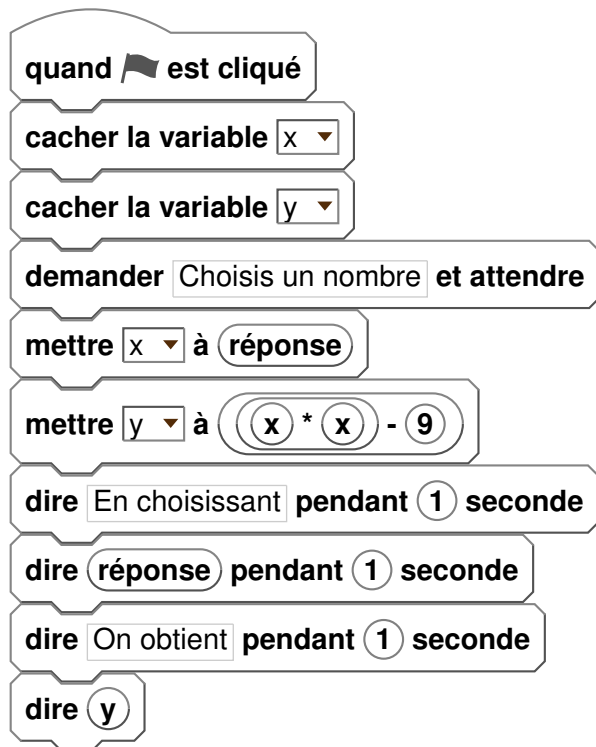 quand est cliqué
cacher la variable x
cacher la variable y
demander Choisis un nombre et attendre
mettre x à réponse
mettre y à x * x - 9
dire En choisissant pendant 1 seconde
dire réponse pendant 1 seconde
dire On obtient pendant 1 seconde
dire y